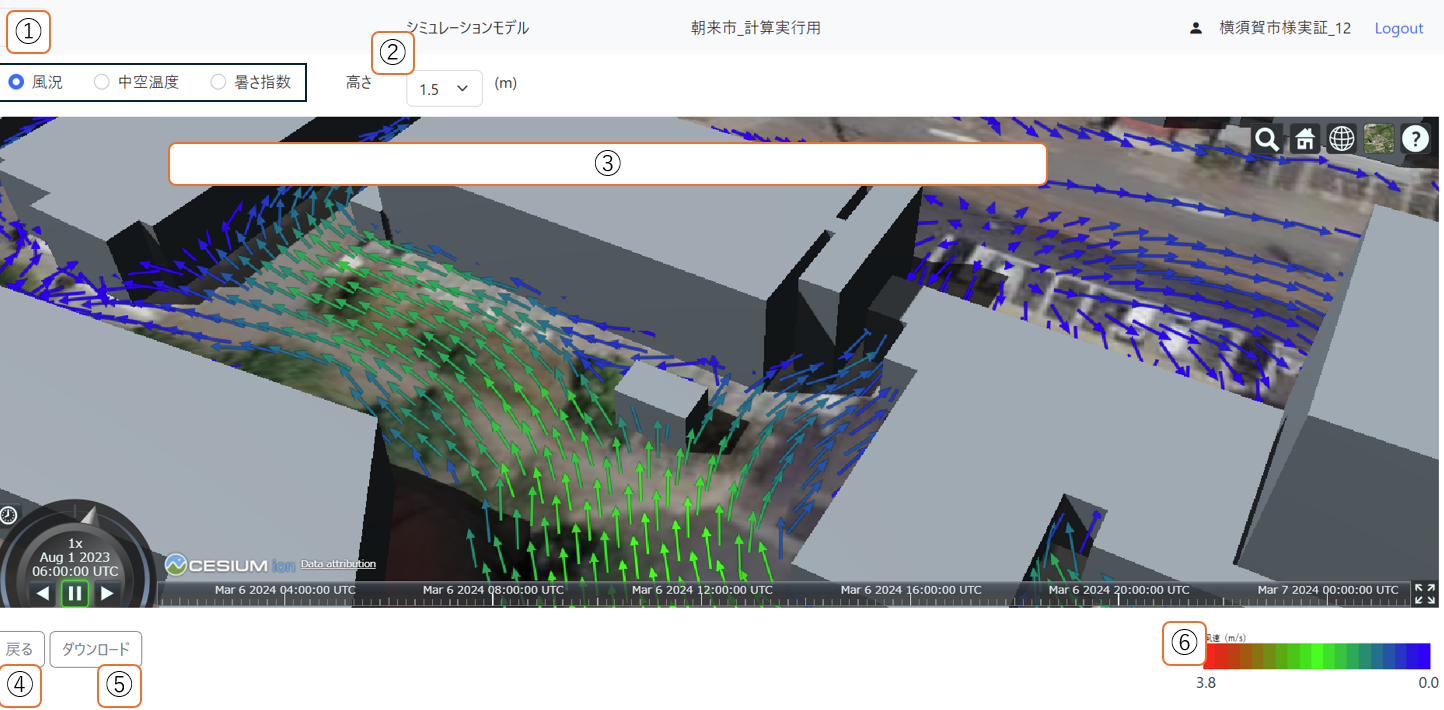 ①
シミュレーションモデル
朝来市_計算実行用
横須賀市様実証_12
Logout
②
風況
中空温度
暑さ指数
高さ
1.5
(m)
③
?
1x
Aug 1 2023
06:00:00 UTC
CESIUM ion
Data attribution
Mar 6 2024 04:00:00 UTC
Mar 6 2024 08:00:00 UTC
Mar 6 2024 12:00:00 UTC
Mar 6 2024 16:00:00 UTC
Mar 6 2024 20:00:00 UTC
Mar 7 2024 00:00:00 UTC
戻る
ダウンロード
④
⑤
⑥
風速 (m/s)
3.8
0.0